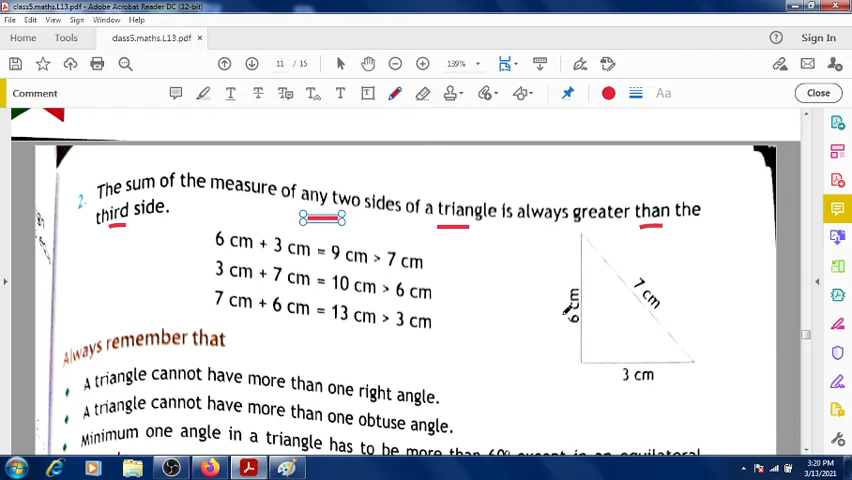 class5.maths.L13.pdf - Adobe Acrobat Reader DC (32-bit)
File Edit View Sign Window Help
Home Tools class5.maths.L13.pdf × Sign In
11 / 15 139%
Comment Aa Close
2. The sum of the measure of any two sides of a triangle is always greater than the
third side.
6 cm + 3 cm = 9 cm > 7 cm
3 cm + 7 cm = 10 cm > 6 cm
7 cm + 6 cm = 13 cm > 3 cm
6 cm
7 cm
3 cm
Always remember that
• A triangle cannot have more than one right angle.
• A triangle cannot have more than one obtuse angle.
• Minimum one angle in a triangle has to be more than 60° except in an equilateral
3:20 PM
3/13/2021